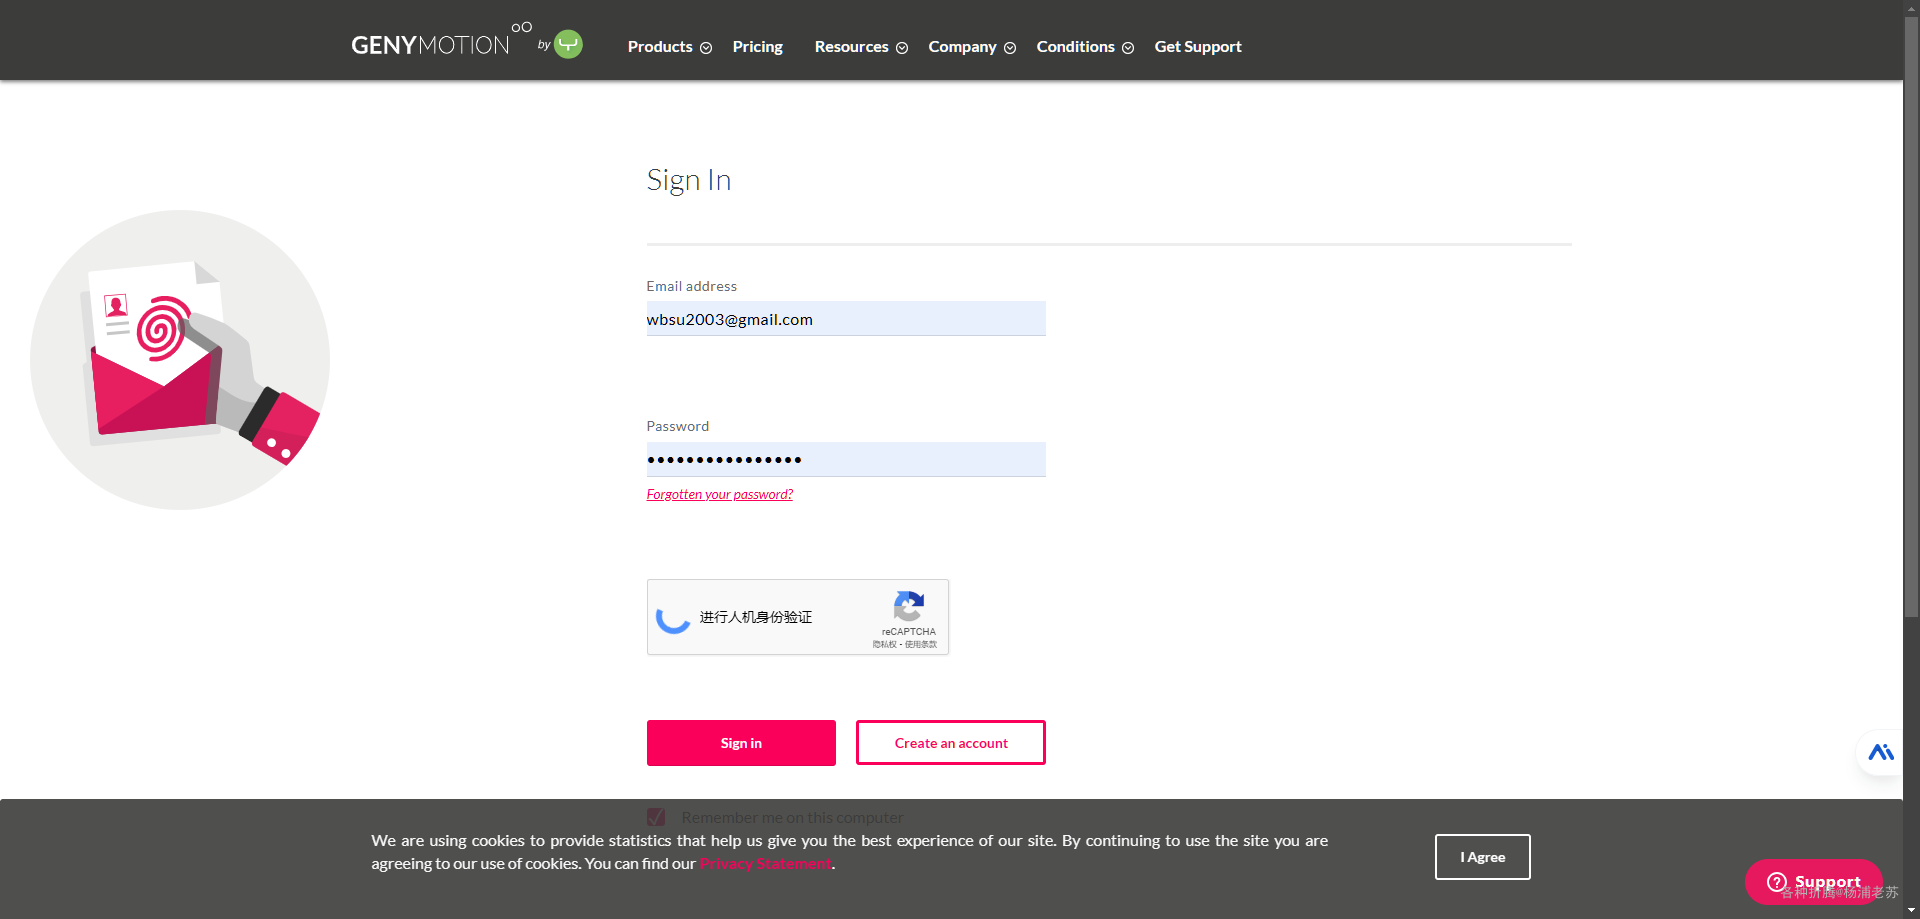 GENYMOTION by
Products Pricing Resources Company Conditions Get Support
Sign In
Email address
wbsu2003@gmail.com
Password
••••••••••••••••
Forgotten your password?
进行人机身份验证
reCAPTCHA
隐私权 - 使用条款
Sign in Create an account
Remember me on this computer
We are using cookies to provide statistics that help us give you the best experience of our site. By continuing to use the site you are
agreeing to our use of cookies. You can find our Privacy Statement.
I Agree
Support
各种折腾@杨浦老苏